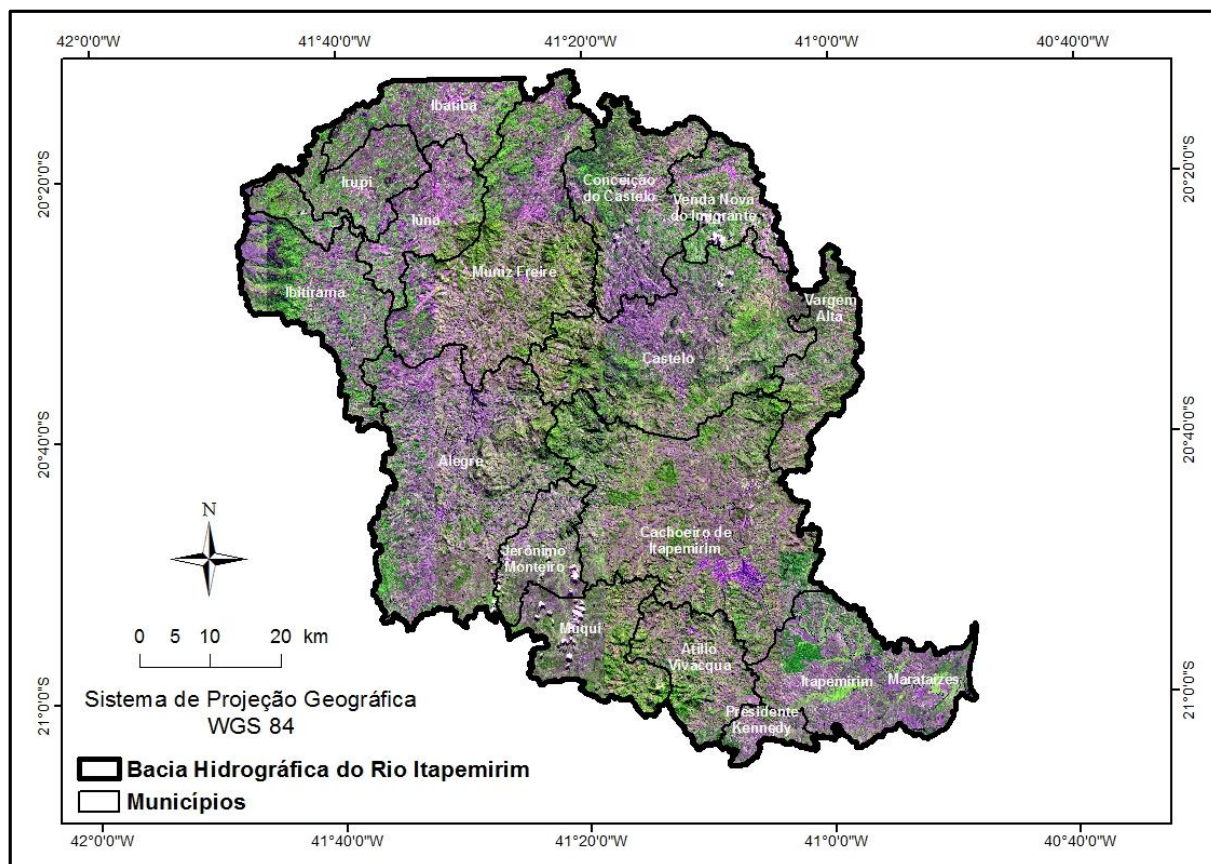 42°0'0"W 41°40'0"W 41°20'0"W 41°0'0"W 40°40'0"W
20°20'0"S
20°20'0"S
20°40'0"S
20°40'0"S
21°0'0"S
21°0'0"S
Ibatiba
Irupi
Iúna
Conceição
do Castelo
Venda Nova
do Imigrante
Muniz Freire
Ibitirama
Vargem
Alta
Castelo
Alegre
Cachoeiro de
Itapemirim
Jerônimo
Monteiro
Muqui
Atílio
Vivacqua
Itapemirim
Marataízes
Presidente
Kennedy
N
0 5 10 20 km
Sistema de Projeção Geográfica
WGS 84
Bacia Hidrográfica do Rio Itapemirim
Municípios
42°0'0"W 41°40'0"W 41°20'0"W 41°0'0"W 40°40'0"W